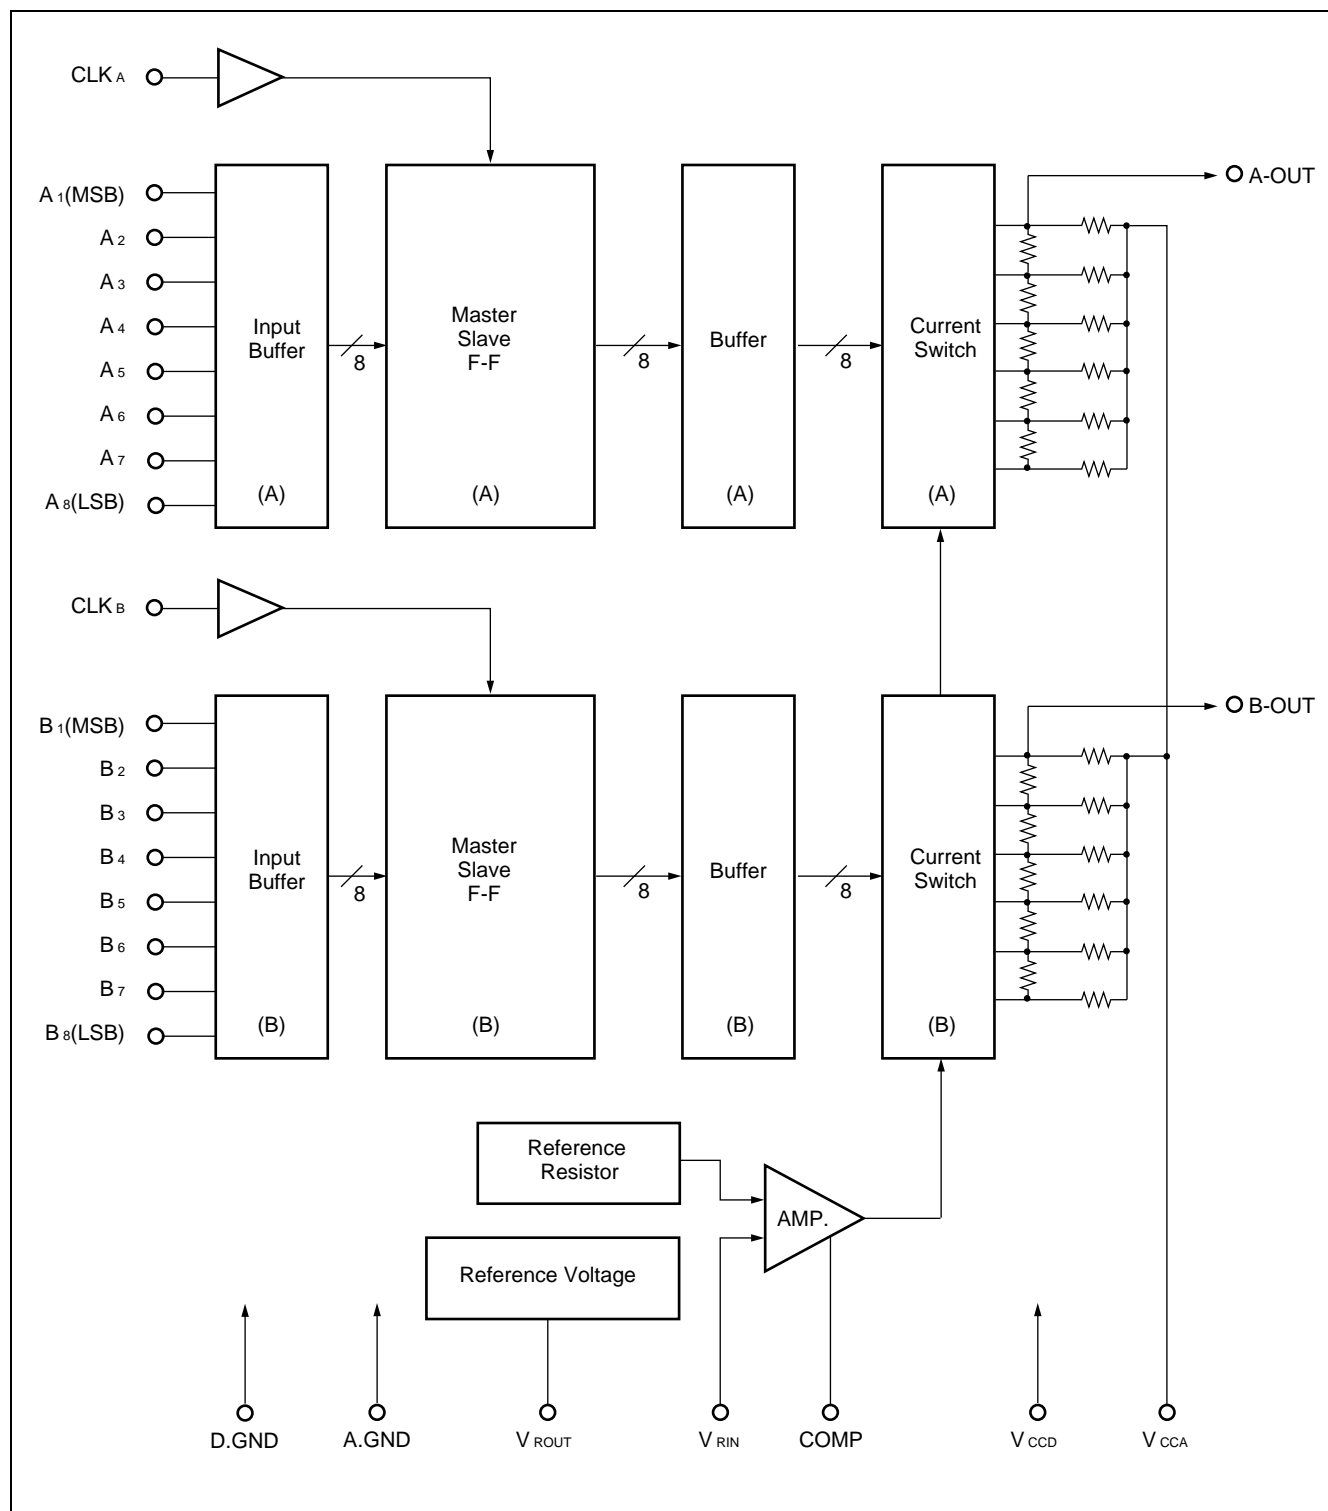 CLK A
A 1(MSB)
A 2
A 3
A 4
A 5
A 6
A 7
A 8(LSB)
Input
Buffer
(A)
8
Master
Slave
F-F
(A)
8
Buffer
(A)
8
Current
Switch
(A)
A-OUT
CLK B
B 1(MSB)
B 2
B 3
B 4
B 5
B 6
B 7
B 8(LSB)
Input
Buffer
(B)
8
Master
Slave
F-F
(B)
8
Buffer
(B)
8
Current
Switch
(B)
B-OUT
Reference
Resistor
AMP.
Reference Voltage
D.GND
A.GND
V ROUT
V RIN
COMP
V CCD
V CCA